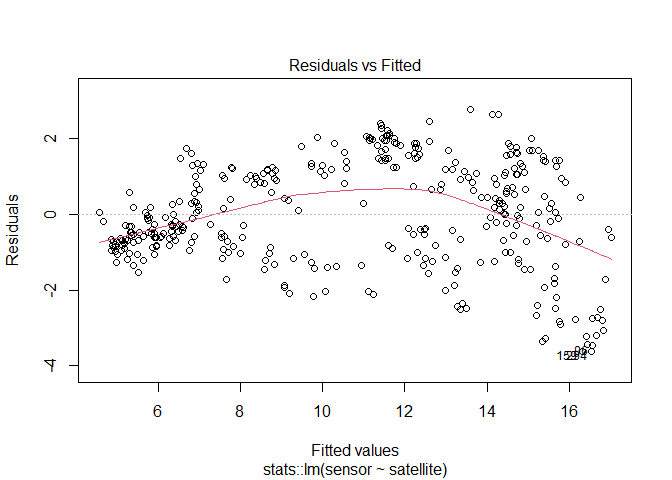 Residuals vs Fitted
Residuals
2
0
-2
-4
6
8
10
12
14
16
Fitted values
stats::lm(sensor ~ satellite)